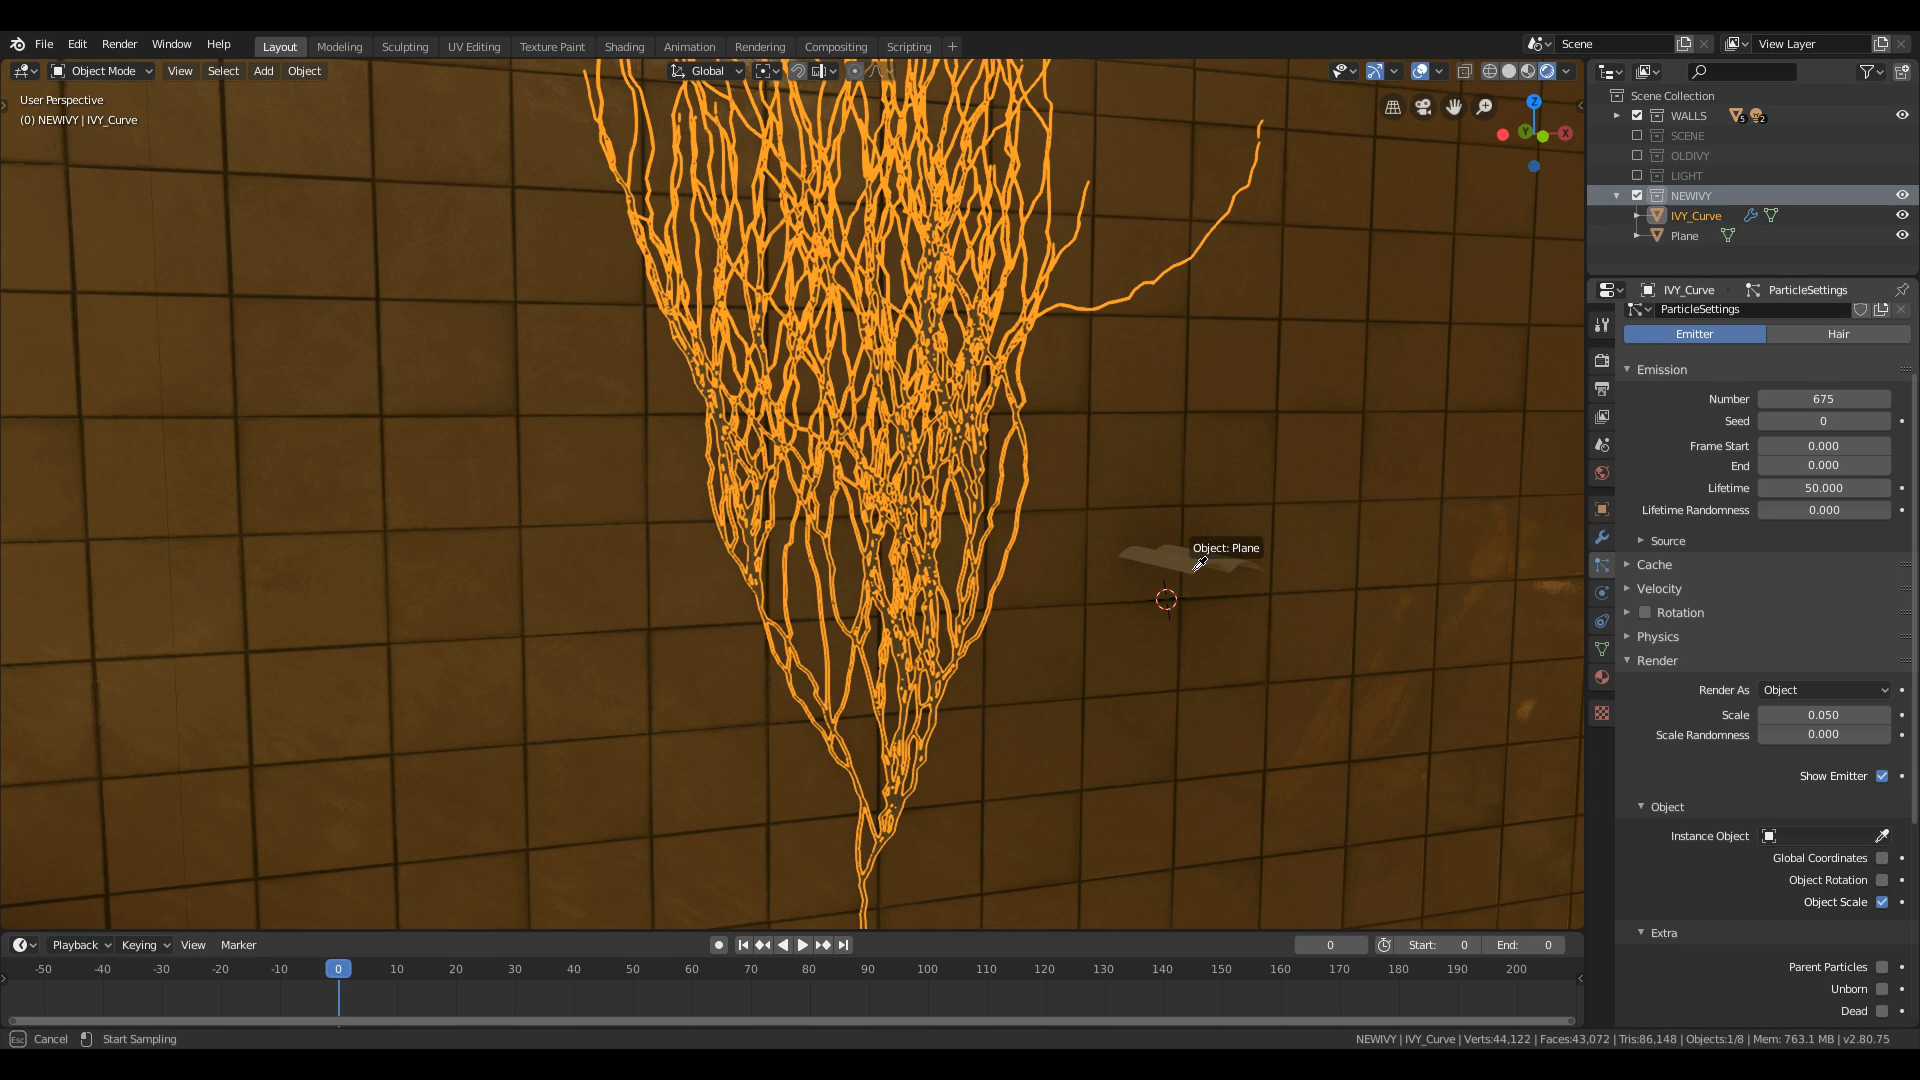 File Edit Render Window Help Layout Modeling Sculpting UV Editing Texture Paint Shading Animation Rendering Compositing Scripting + Scene View Layer
Object Mode View Select Add Object Global
User Perspective
(0) NEWIVY | IVY_Curve
Z
Y
X
Scene Collection
WALLS 5 2
SCENE
OLDIVY
LIGHT
NEWIVY
IVY_Curve
Plane
IVY_Curve ParticleSettings
ParticleSettings
Emitter Hair
Emission
Number 675
Seed 0
Frame Start 0.000
End 0.000
Lifetime 50.000
Lifetime Randomness 0.000
Source
Cache
Velocity
Rotation
Physics
Render
Render As Object
Scale 0.050
Scale Randomness 0.000
Show Emitter
Object
Instance Object
Global Coordinates
Object Rotation
Object Scale
Extra
Parent Particles
Unborn
Dead
Object: Plane
Playback Keying View Marker 0 Start: 0 End: 0
-50 -40 -30 -20 -10 0 10 20 30 40 50 60 70 80 90 100 110 120 130 140 150 160 170 180 190 200
Esc Cancel Start Sampling NEWIVY | IVY_Curve | Verts:44,122 | Faces:43,072 | Tris:86,148 | Objects:1/8 | Mem: 763.1 MB | v2.80.75